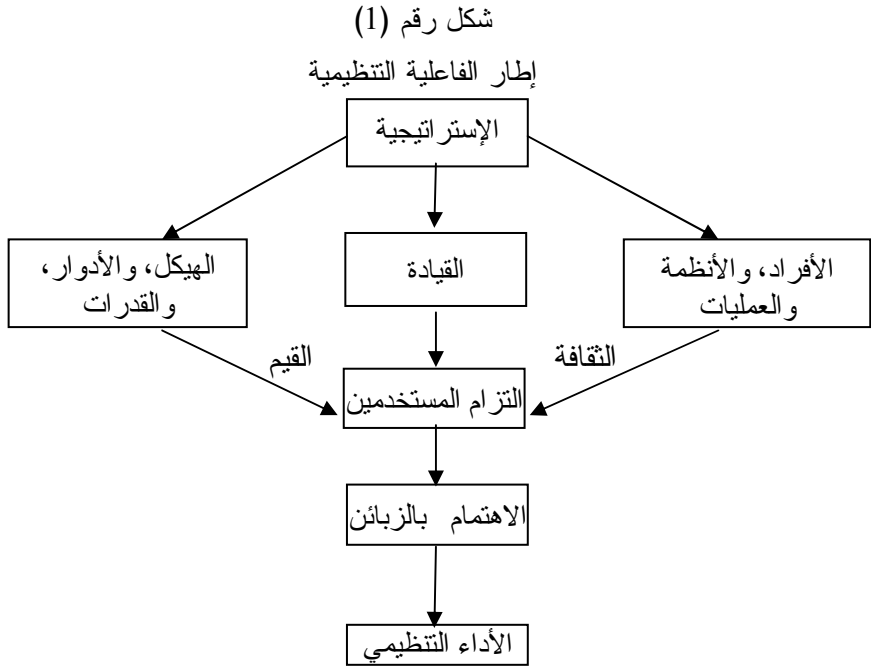 شكل رقم (1)
إطار الفاعلية التنظيمية
الإستراتيجية
الأفراد، والأنظمة
والعمليات
القيادة
الهيكل، والأدوار،
والقدرات
الثقافة
القيم
التزام المستخدمين
الاهتمام بالزبائن
الأداء التنظيمي